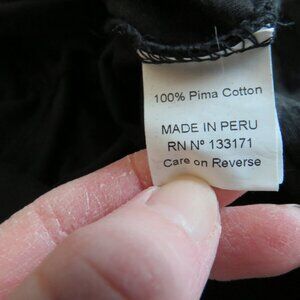 100% Pima Cotton
MADE IN PERU
RN Nº 133171
Care on Reverse